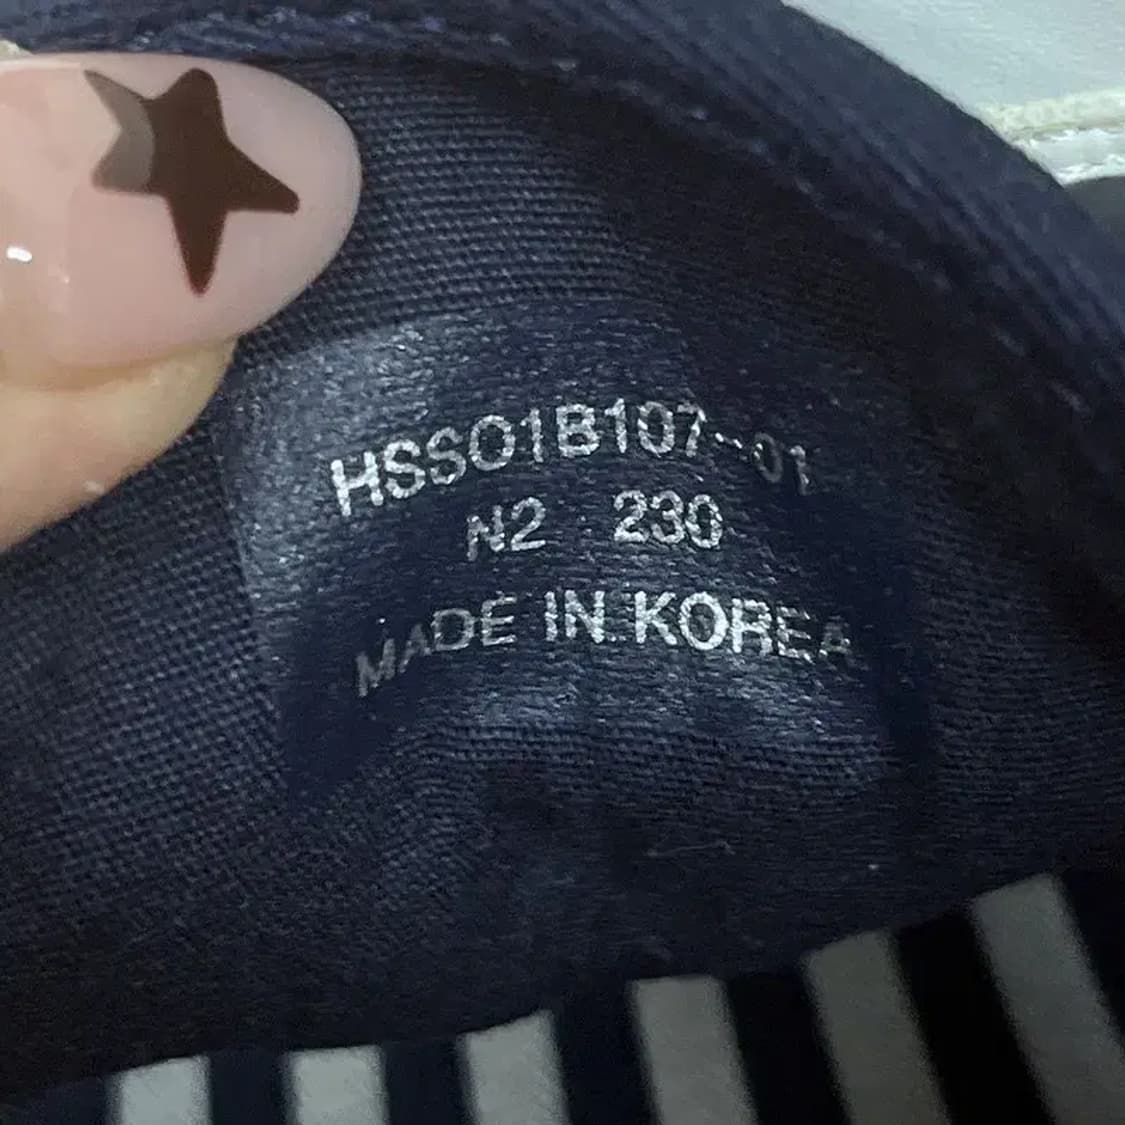 HSSO1B107-01
N2 230
MADE IN KOREA